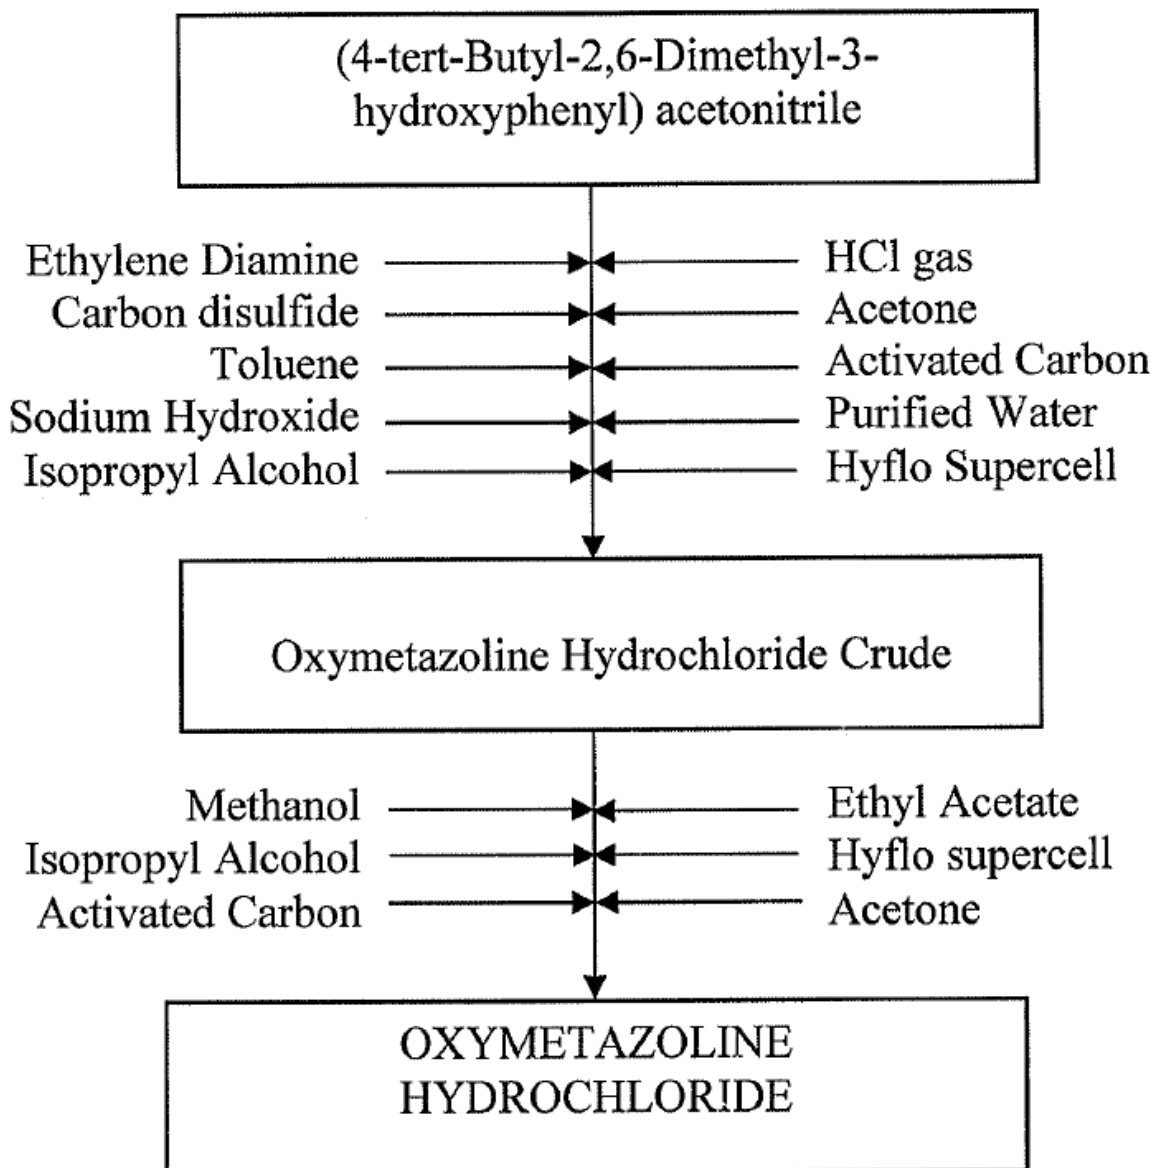 (4-tert-Butyl-2,6-Dimethyl-3-
hydroxyphenyl) acetonitrile
Ethylene Diamine
HCl gas
Carbon disulfide
Acetone
Toluene
Activated Carbon
Sodium Hydroxide
Purified Water
Isopropyl Alcohol
Hyflo Supercell
Oxymetazoline Hydrochloride Crude
Methanol
Ethyl Acetate
Isopropyl Alcohol
Hyflo supercell
Activated Carbon
Acetone
OXYMETAZOLINE
HYDROCHLORIDE